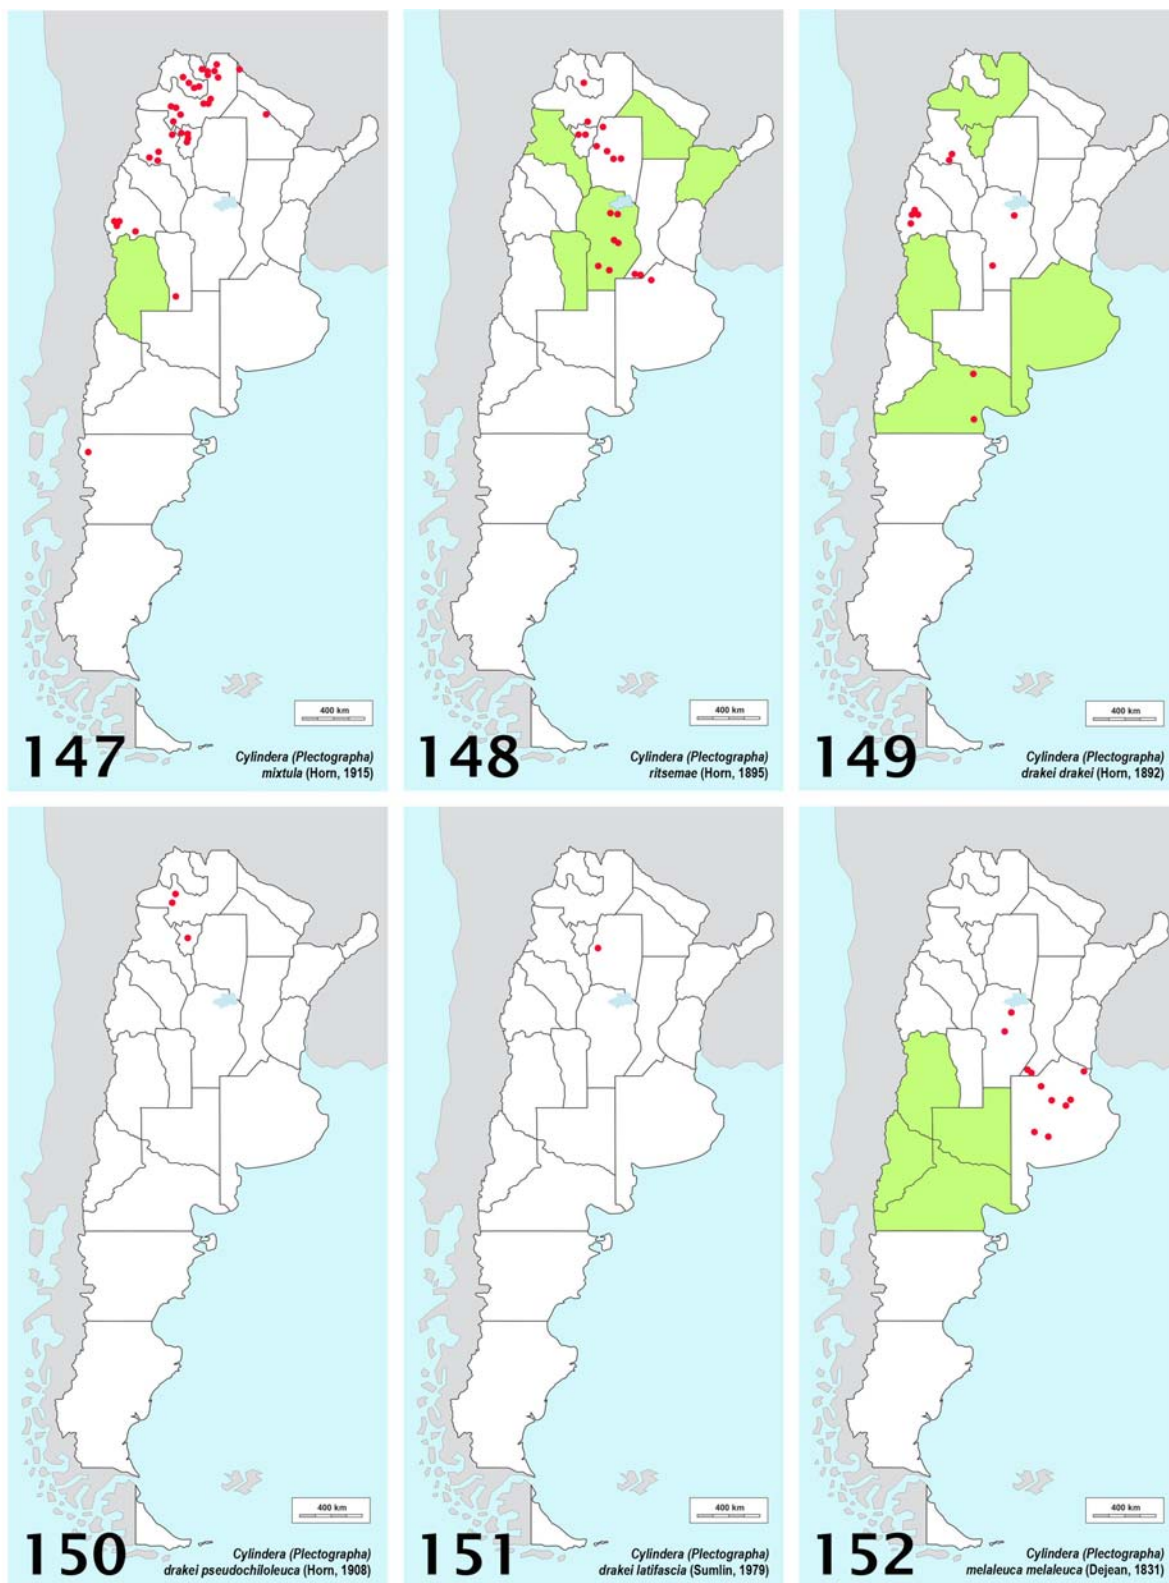 400 km
147
Cylindera (Plectographa)
mixtula (Horn, 1915)
400 km
148
Cylindera (Plectographa)
ritsemae (Horn, 1895)
400 km
149
Cylindera (Plectographa)
drakei drakei (Horn, 1892)
400 km
150
Cylindera (Plectographa)
drakei pseudochiloleuca (Horn, 1908)
400 km
151
Cylindera (Plectographa)
drakei latifascia (Sumlin, 1979)
400 km
152
Cylindera (Plectographa)
melaleuca melaleuca (Dejean, 1831)